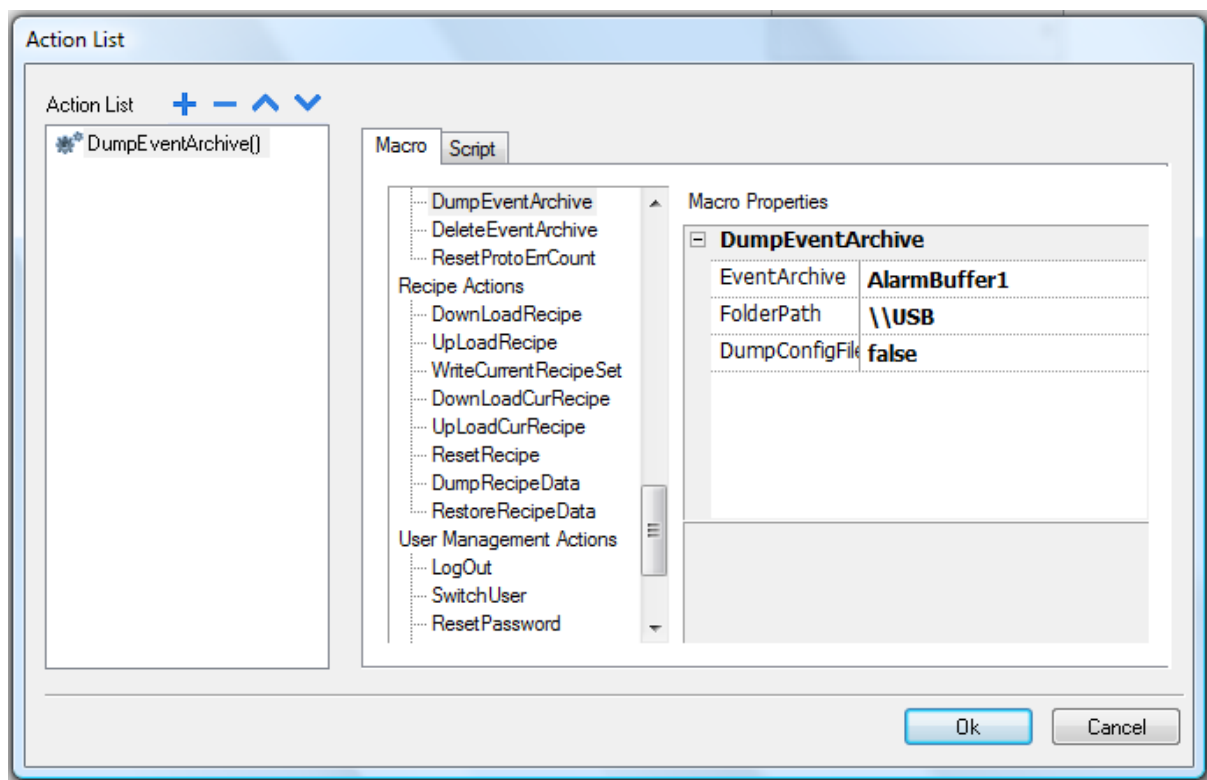 Action List
Action List
DumpEventArchive()
Macro
Script
DumpEventArchive
DeleteEventArchive
ResetProtoErrCount
Recipe Actions
DownLoadRecipe
UpLoadRecipe
WriteCurrentRecipeSet
DownLoadCurRecipe
UpLoadCurRecipe
ResetRecipe
DumpRecipeData
RestoreRecipeData
User Management Actions
LogOut
SwitchUser
ResetPassword
Macro Properties
DumpEventArchive
EventArchive AlarmBuffer1
FolderPath \\USB
DumpConfigFile false
Ok
Cancel